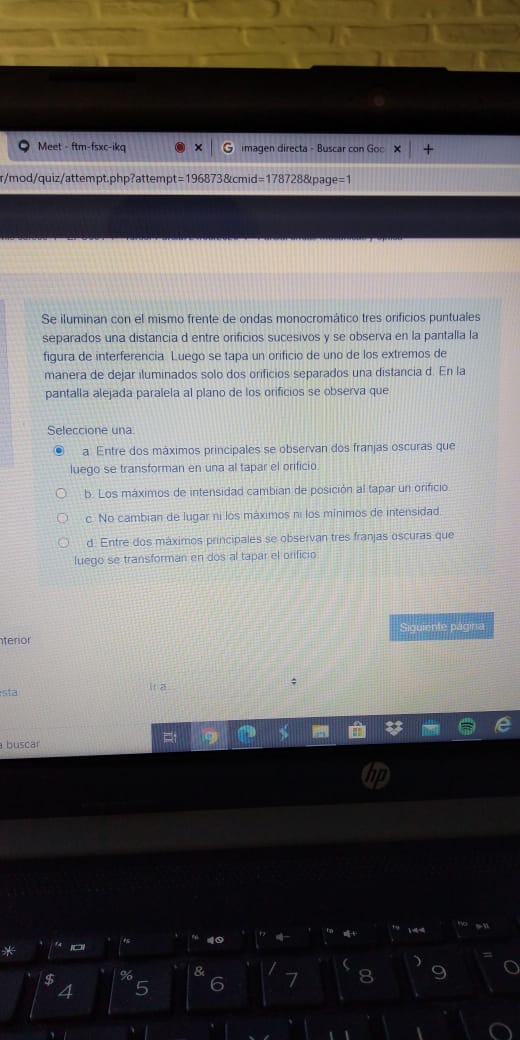 Meet - ftm-fsxc-ikq × G imagen directa - Buscar con Goo × +
r/mod/quiz/attempt.php?attempt=196873&cmid=178728&page=1
Se iluminan con el mismo frente de ondas monocromático tres orificios puntuales
separados una distancia d entre orificios sucesivos y se observa en la pantalla la
figura de interferencia. Luego se tapa un orificio de uno de los extremos de
manera de dejar iluminados solo dos orificios separados una distancia d. En la
pantalla alejada paralela al plano de los orificios se observa que
Seleccione una:
a. Entre dos máximos principales se observan dos franjas oscuras que
luego se transforman en una al tapar el orificio.
b. Los máximos de intensidad cambian de posición al tapar un orificio.
c. No cambian de lugar ni los máximos ni los mínimos de intensidad.
d. Entre dos máximos principales se observan tres franjas oscuras que
luego se transforman en dos al tapar el orificio.
Siguiente página
nterior
esta
Ir a...
a buscar
hp
$ 4 % 5 & 6 / 7 ( 8 ) 9 =